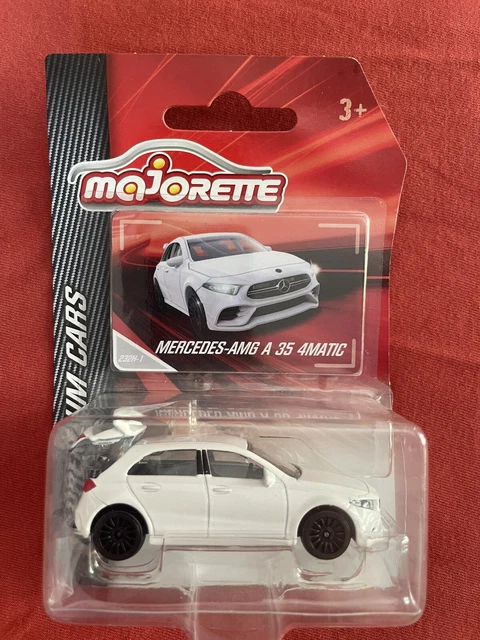 3+
majorette
MERCEDES-AMG A 35 4MATIC
232H-1
UM CARS